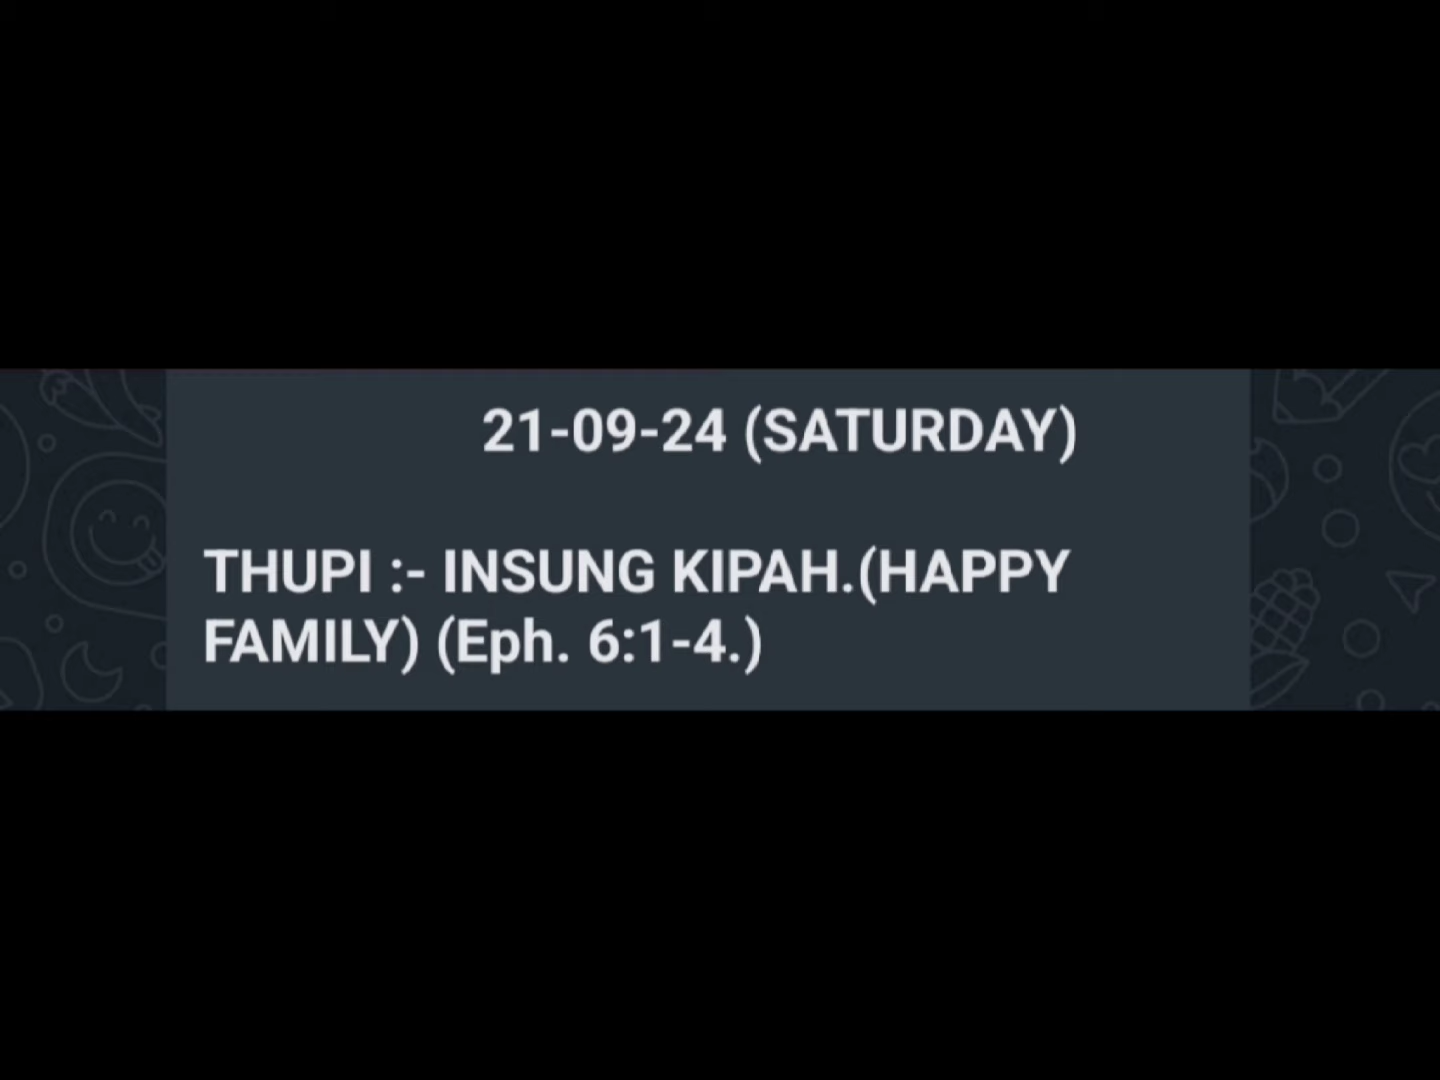 21-09-24 (SATURDAY)
THUPI :- INSUNG KIPAH.(HAPPY
FAMILY) (Eph. 6:1-4.)